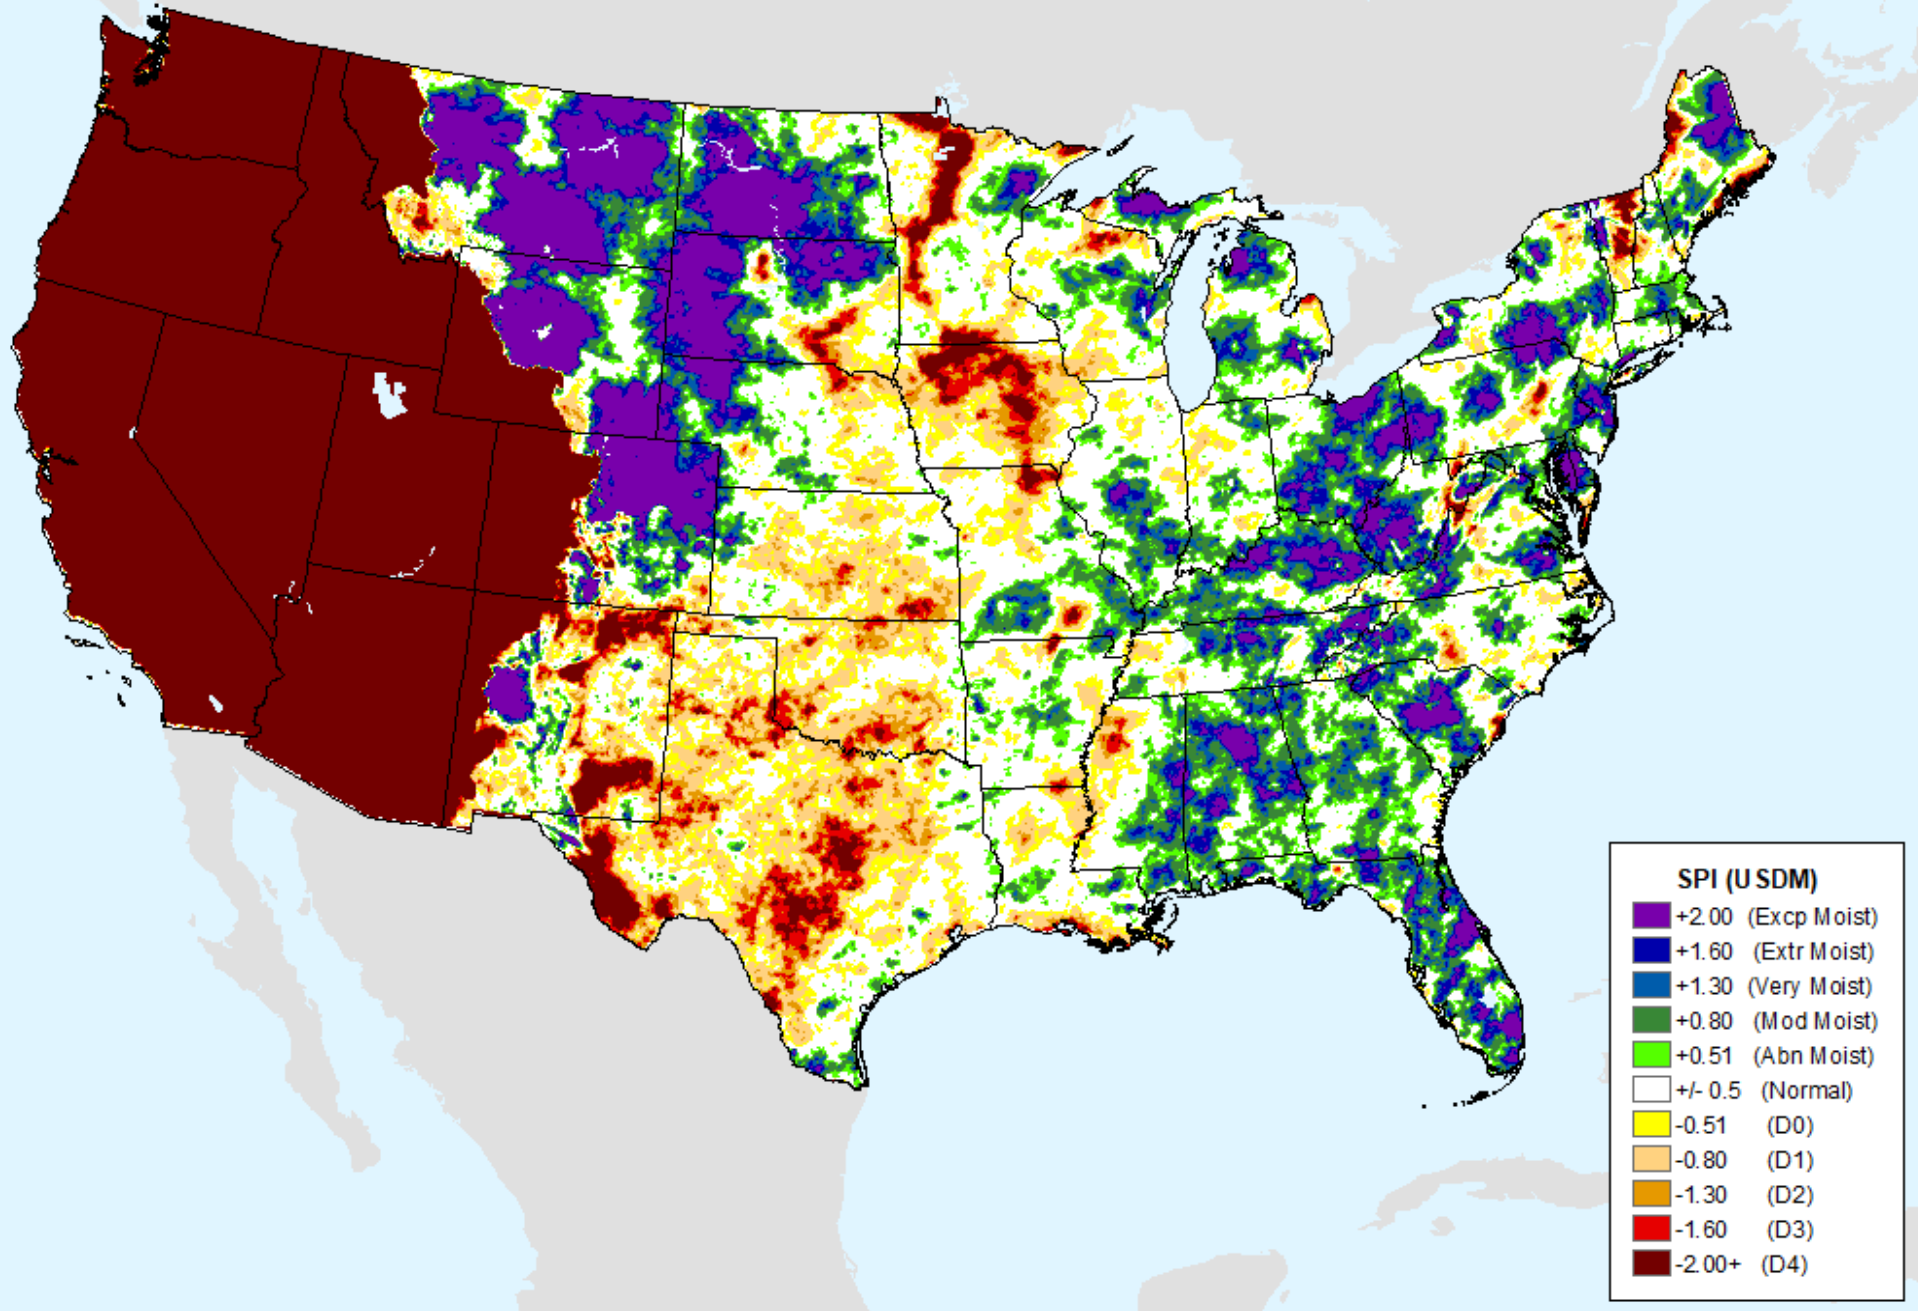 SPI (USDM)
+2.00 (Excp Moist)
+1.60 (Extr Moist)
+1.30 (Very Moist)
+0.80 (Mod Moist)
+0.51 (Abn Moist)
+/- 0.5 (Normal)
-0.51 (D0)
-0.80 (D1)
-1.30 (D2)
-1.60 (D3)
-2.00+ (D4)